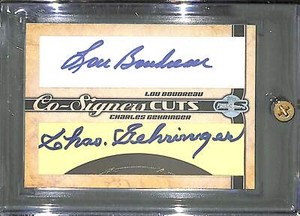 Lou Boudreau
LOU BOUDREAU
Co-Signers CUTS
CHARLES GEHRINGER
Chas. Gehringer